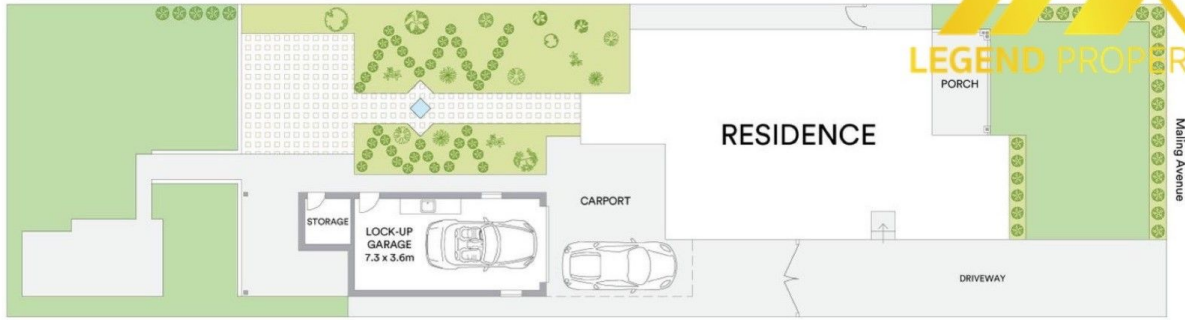 LEGEND PROPER
PORCH
RESIDENCE
Maling Avenue
CARPORT
STORAGE
LOCK-UP
GARAGE
7.3 x 3.6m
DRIVEWAY